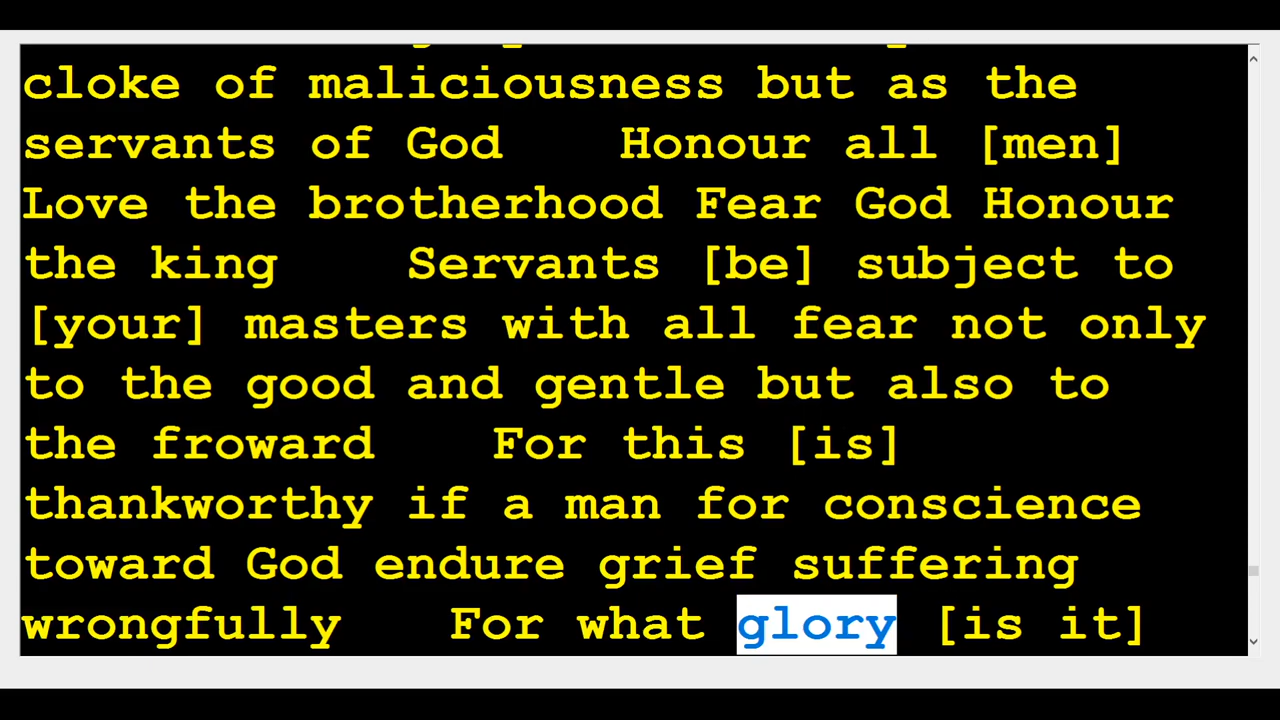 cloke of maliciousness but as the
servants of God Honour all [men]
Love the brotherhood Fear God Honour
the king Servants [be] subject to
[your] masters with all fear not only
to the good and gentle but also to
the froward For this [is]
thankworthy if a man for conscience
toward God endure grief suffering
wrongfully For what glory [is it]